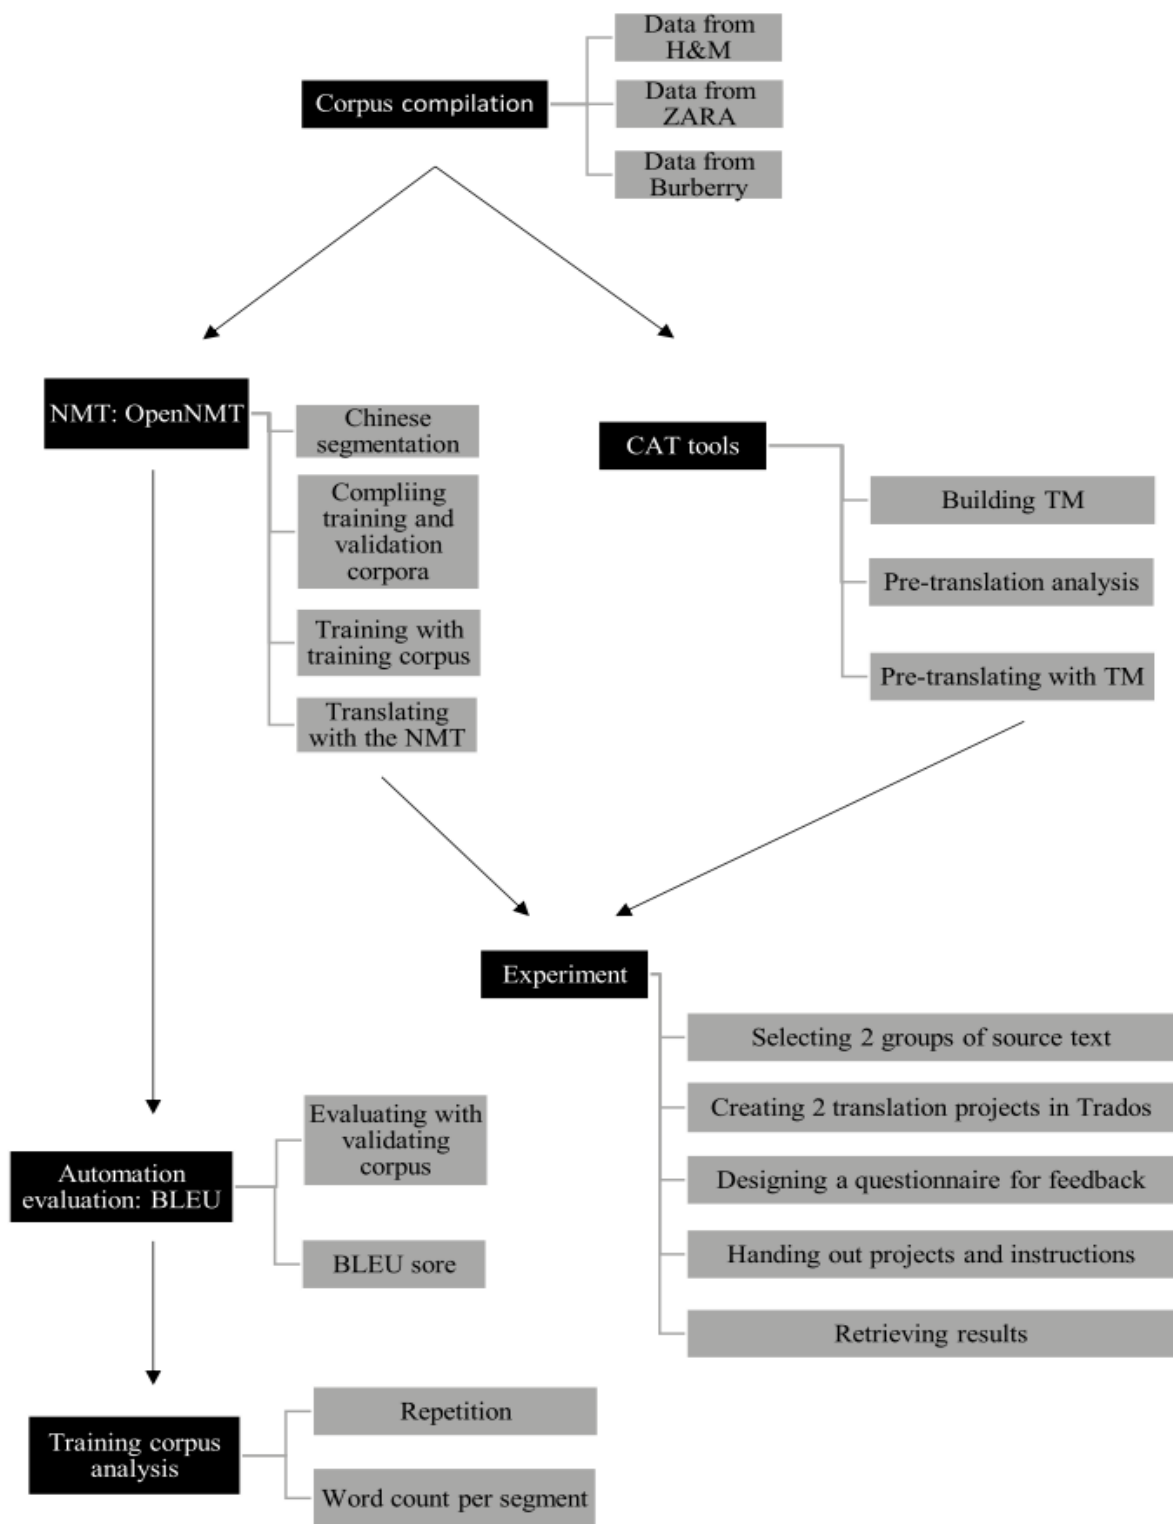 Data from
H&M
Corpus compilation
Data from
ZARA
Data from
Burberry
NMT: OpenNMT
Chinese
segmentation
Compliing
training and
validation
corpora
Training with
training corpus
Translating
with the NMT
CAT tools
Building TM
Pre-translation analysis
Pre-translating with TM
Experiment
Selecting 2 groups of source text
Creating 2 translation projects in Trados
Designing a questionnaire for feedback
Handing out projects and instructions
Retrieving results
Automation
evaluation: BLEU
Evaluating with
validating
corpus
BLEU sore
Training corpus
analysis
Repetition
Word count per segment